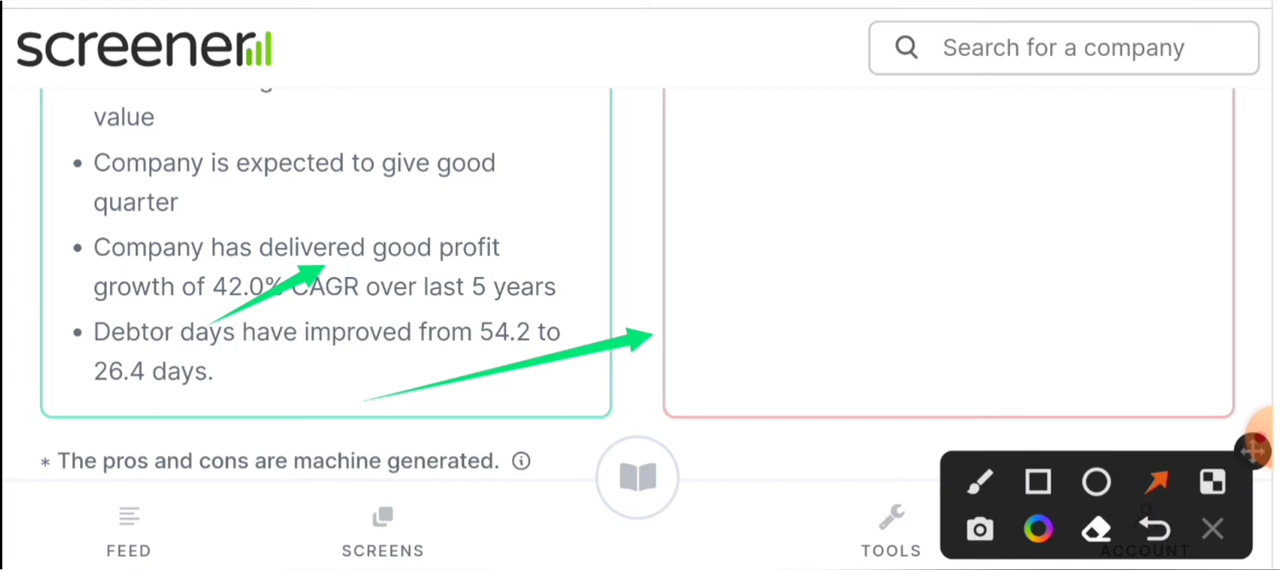 screener
Search for a company
value
• Company is expected to give good
quarter
• Company has delivered good profit
growth of 42.0% CAGR over last 5 years
• Debtor days have improved from 54.2 to
26.4 days.
* The pros and cons are machine generated.
FEED
SCREENS
TOOLS
ACCOUNT